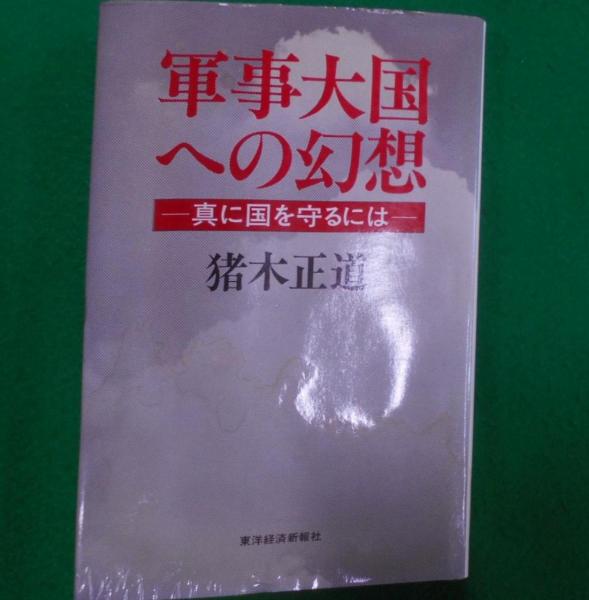 軍事大国
への幻想
―真に国を守るには―
猪木正道
東洋経済新報社